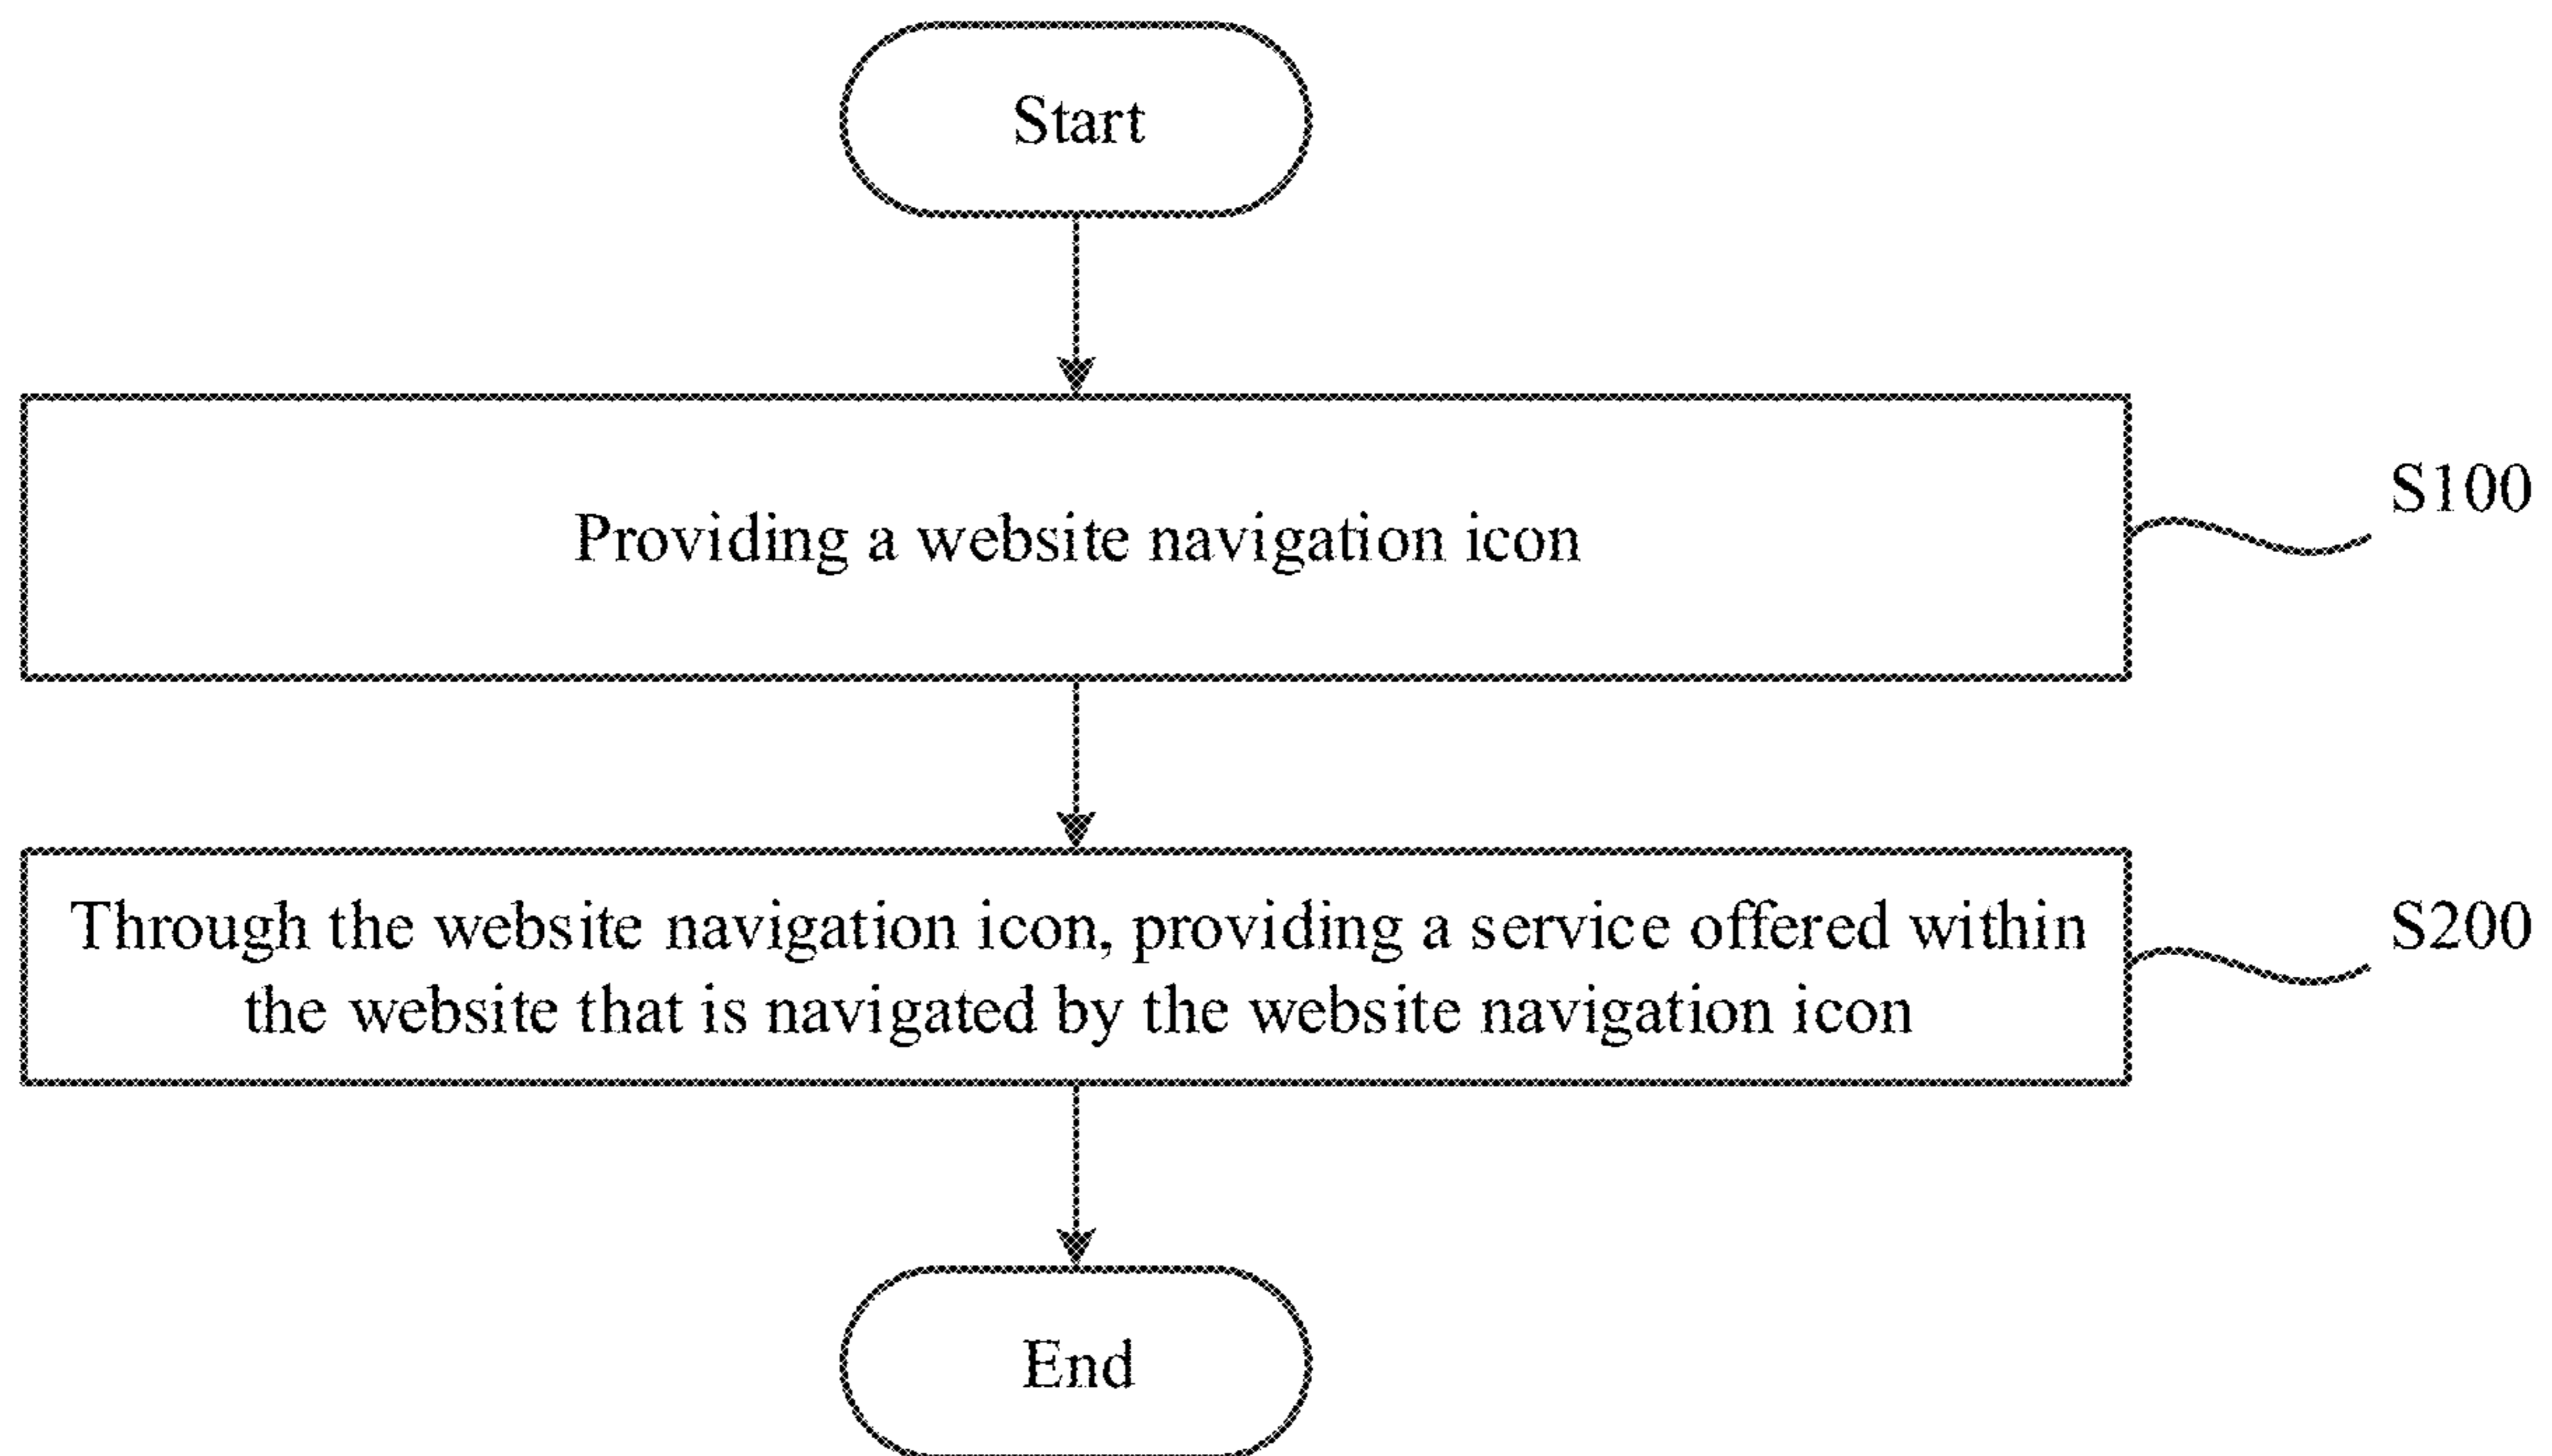 Start
Providing a website navigation icon
S100
Through the website navigation icon, providing a service offered within
the website that is navigated by the website navigation icon
S200
End